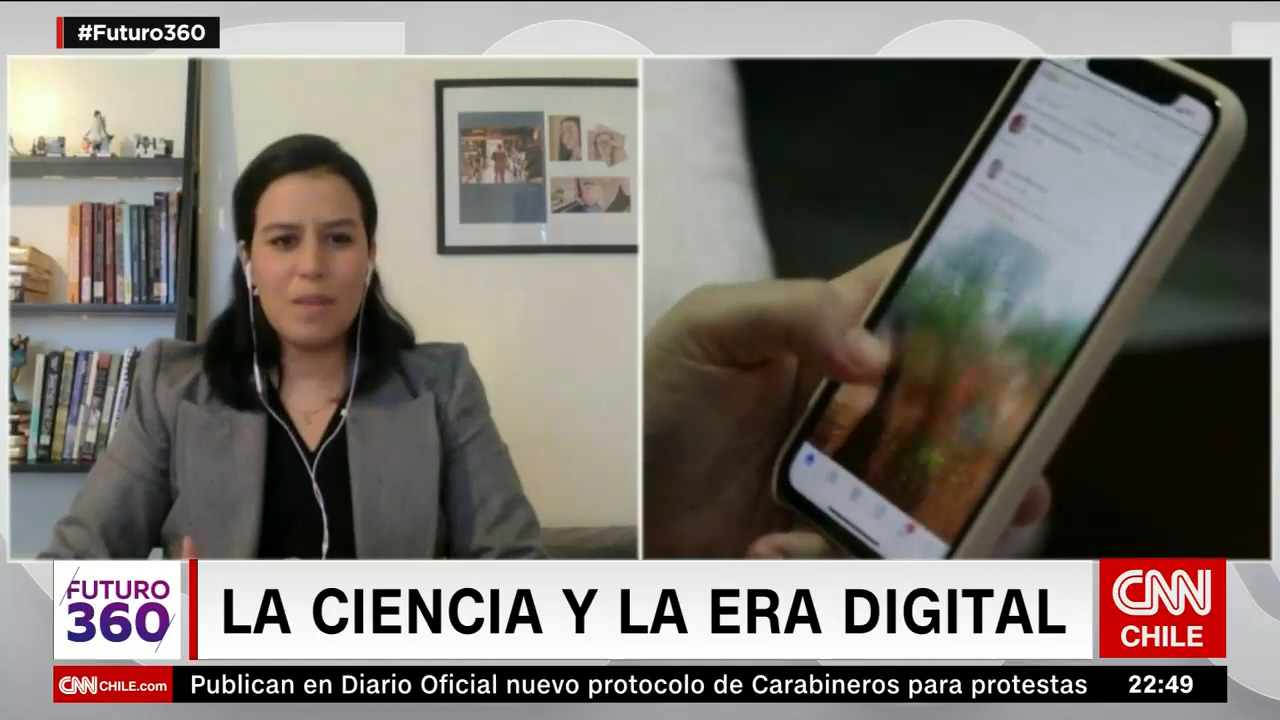 #Futuro360
FUTURO
360
LA CIENCIA Y LA ERA DIGITAL
CNN
CHILE
CNNCHILE.com
Publican en Diario Oficial nuevo protocolo de Carabineros para protestas
22:49